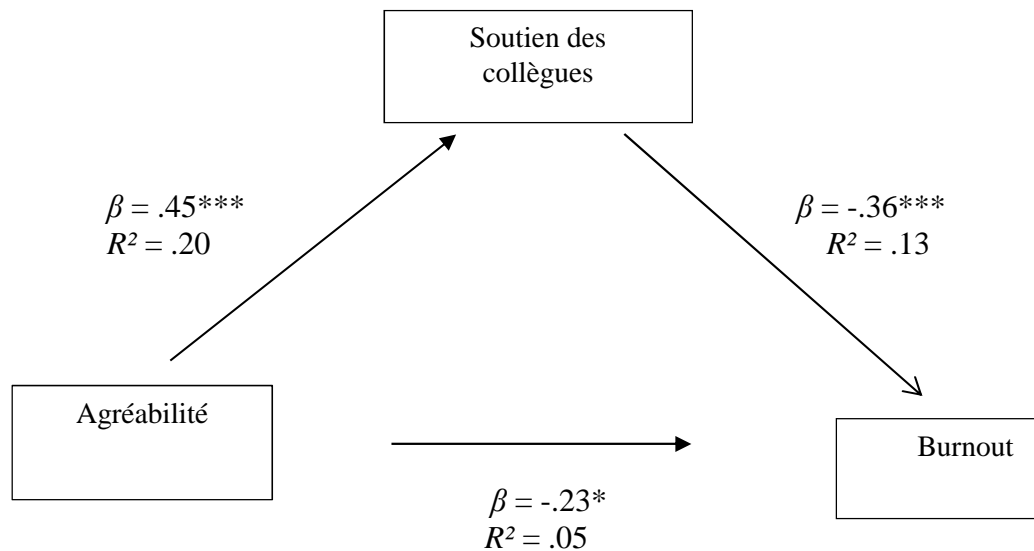 Soutien des
collègues
β = .45***
R² = .20
β = -.36***
R² = .13
Agréabilité
Burnout
β = -.23*
R² = .05